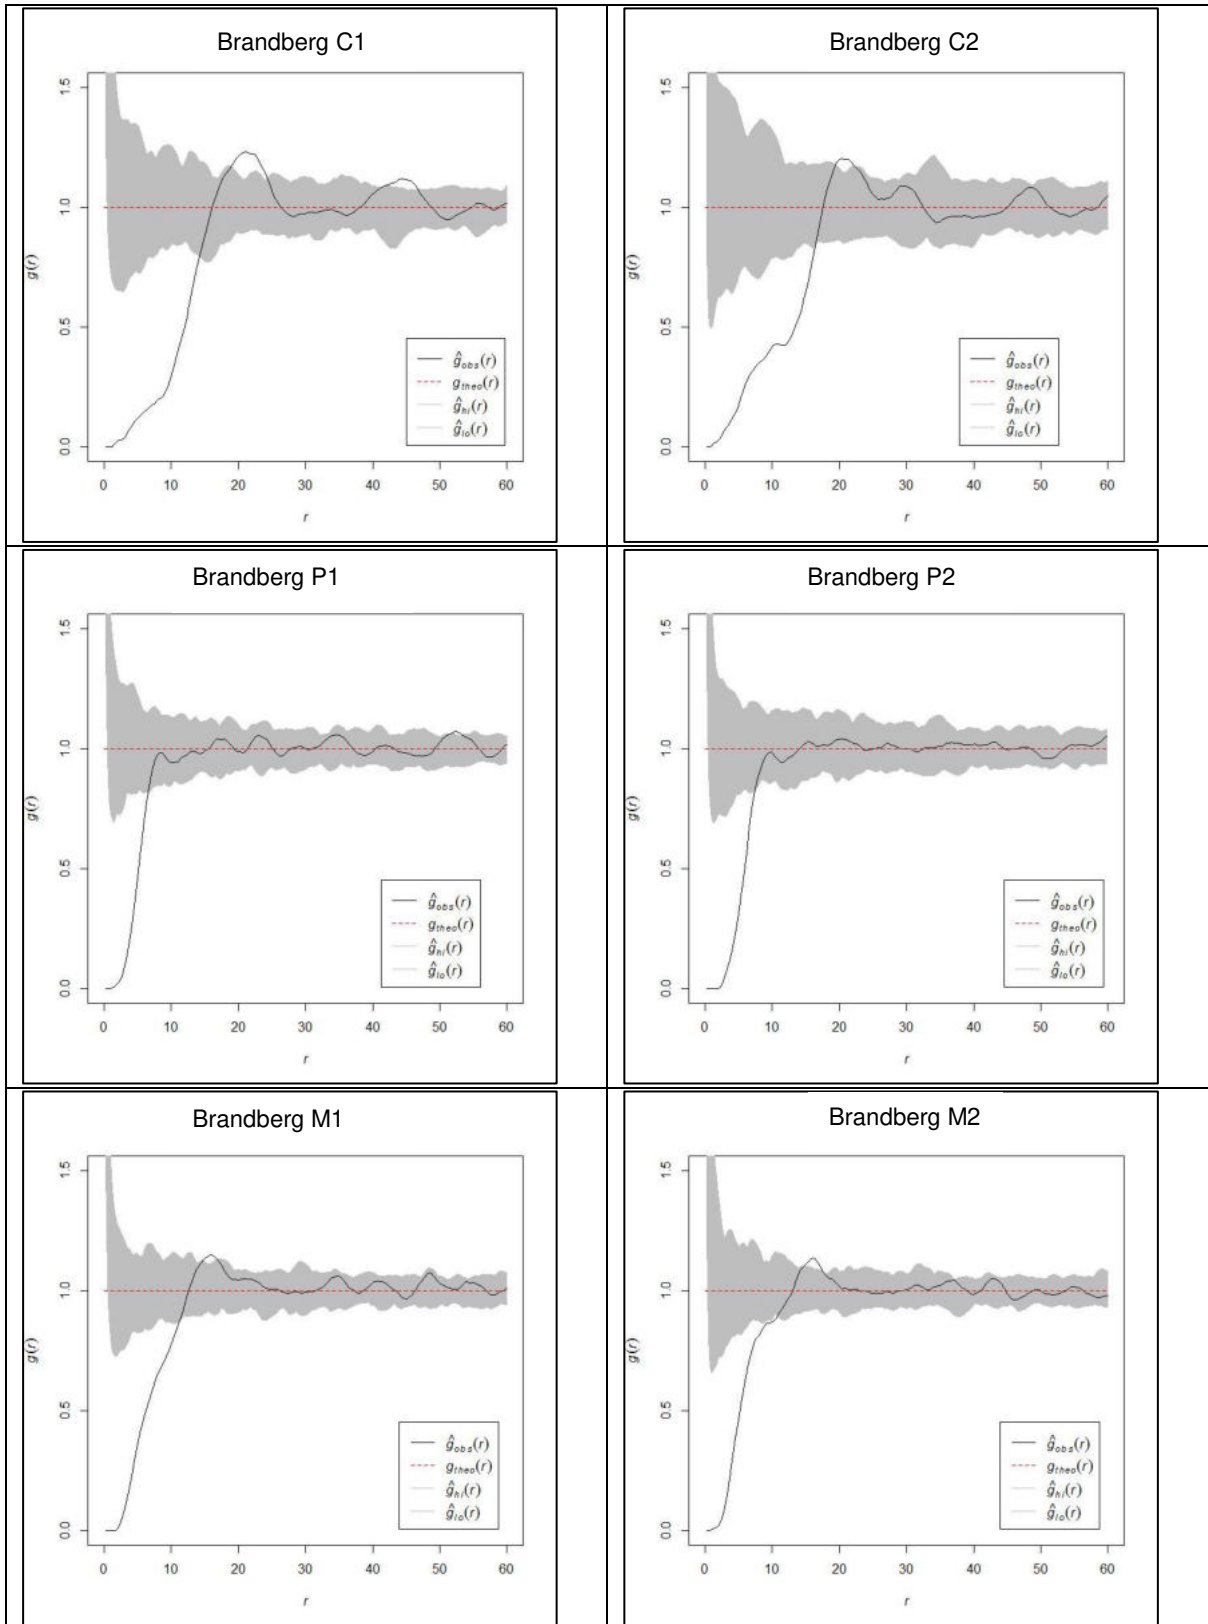 Brandberg C1
1.5
1.0
0.5
0.0
g(r)
0 10 20 30 40 50 60
r
ĝobs(r)
gtheo(r)
ĝhi(r)
ĝlo(r)
Brandberg C2
1.5
1.0
0.5
0.0
g(r)
0 10 20 30 40 50 60
r
ĝobs(r)
gtheo(r)
ĝhi(r)
ĝlo(r)
Brandberg P1
1.5
1.0
0.5
0.0
g(r)
0 10 20 30 40 50 60
r
ĝobs(r)
gtheo(r)
ĝhi(r)
ĝlo(r)
Brandberg P2
1.5
1.0
0.5
0.0
g(r)
0 10 20 30 40 50 60
r
ĝobs(r)
gtheo(r)
ĝhi(r)
ĝlo(r)
Brandberg M1
1.5
1.0
0.5
0.0
g(r)
0 10 20 30 40 50 60
r
ĝobs(r)
gtheo(r)
ĝhi(r)
ĝlo(r)
Brandberg M2
1.5
1.0
0.5
0.0
g(r)
0 10 20 30 40 50 60
r
ĝobs(r)
gtheo(r)
ĝhi(r)
ĝlo(r)